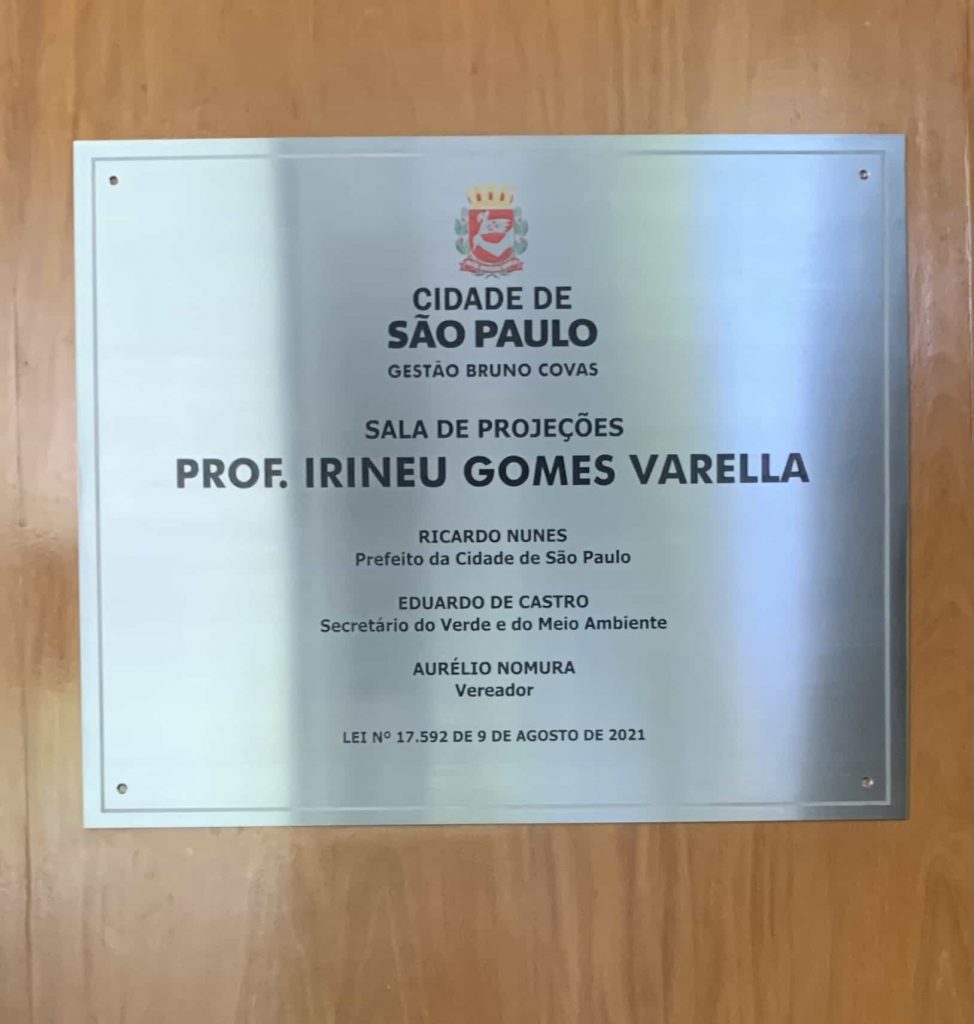 CIDADE DE
SÃO PAULO
GESTÃO BRUNO COVAS
SALA DE PROJEÇÕES
PROF. IRINEU GOMES VARELLA
RICARDO NUNES
Prefeito da Cidade de São Paulo
EDUARDO DE CASTRO
Secretário do Verde e do Meio Ambiente
AURÉLIO NOMURA
Vereador
LEI Nº 17.592 DE 9 DE AGOSTO DE 2021